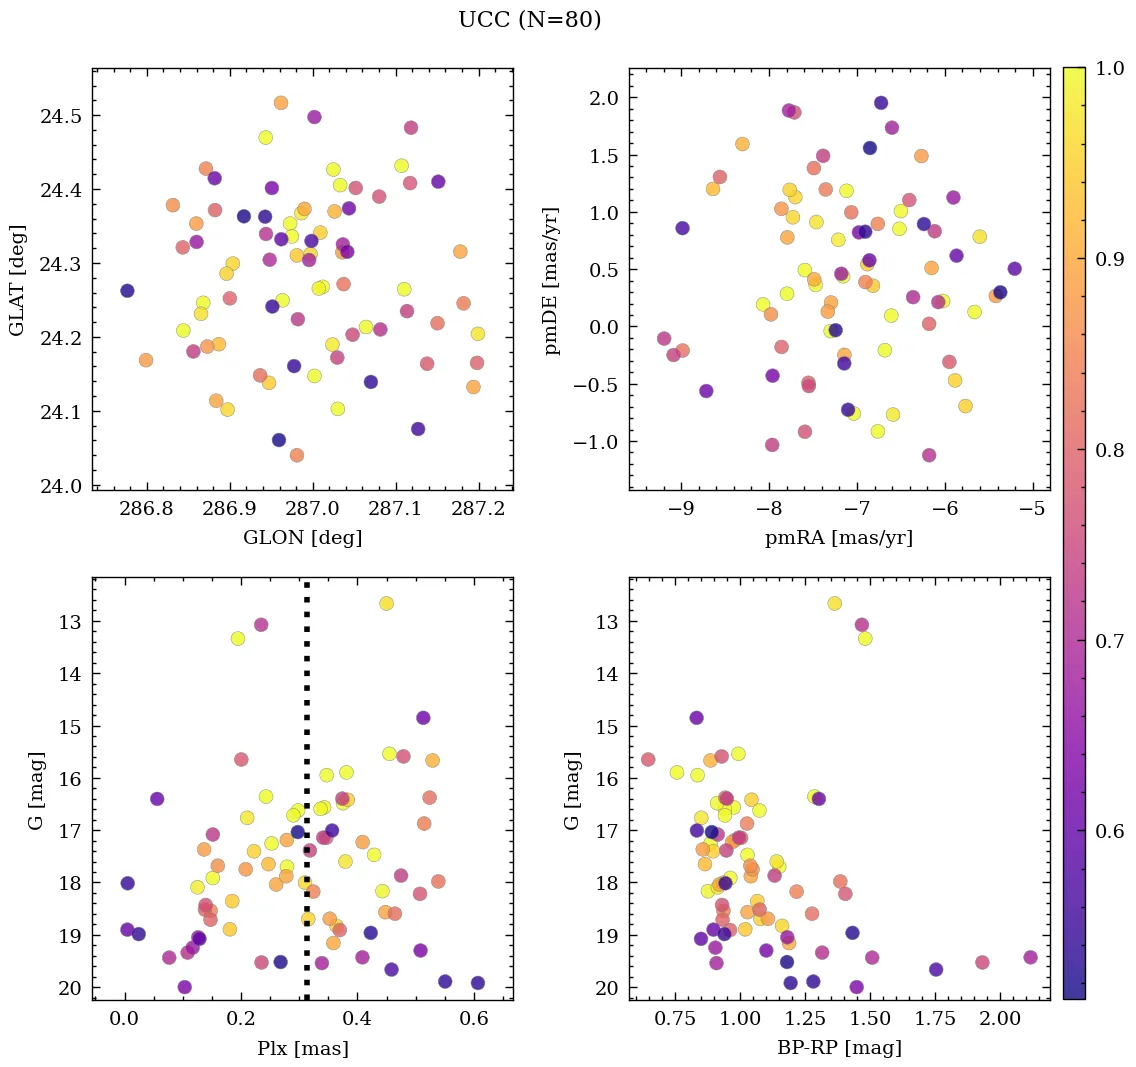 UCC (N=80)
24.5
24.4
24.3
24.2
24.1
24.0
GLAT [deg]
286.8 286.9 287.0 287.1 287.2
GLON [deg]
2.0
1.5
1.0
0.5
0.0
−0.5
−1.0
pmDE [mas/yr]
−9 −8 −7 −6 −5
pmRA [mas/yr]
1.0
0.9
0.8
0.7
0.6
13
14
15
16
17
18
19
20
G [mag]
0.0 0.2 0.4 0.6
Plx [mas]
13
14
15
16
17
18
19
20
G [mag]
0.75 1.00 1.25 1.50 1.75 2.00
BP-RP [mag]